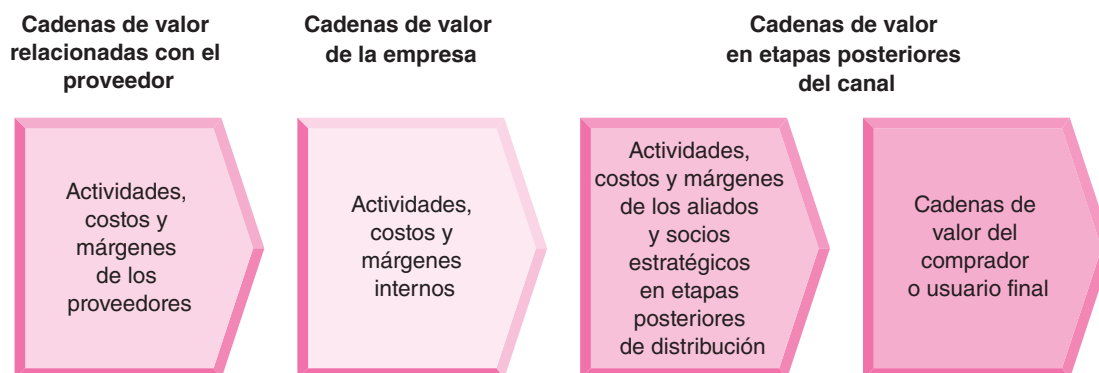 Cadenas de valor
relacionadas con el
proveedor
Cadenas de valor
de la empresa
Cadenas de valor
en etapas posteriores
del canal
Actividades,
costos y
márgenes
de los
proveedores
Actividades,
costos y
márgenes
internos
Actividades,
costos y márgenes
de los aliados
y socios
estratégicos
en etapas
posteriores
de distribución
Cadenas de
valor del
comprador
o usuario final